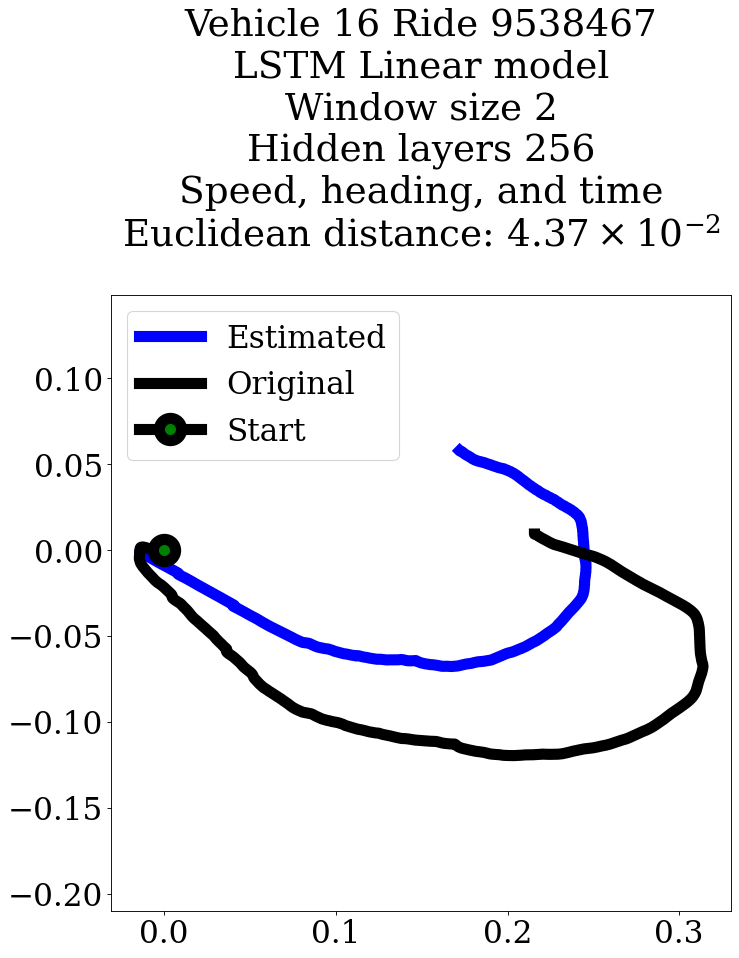 Vehicle 16 Ride 9538467
LSTM Linear model
Window size 2
Hidden layers 256
Speed, heading, and time
Euclidean distance: 4.37 × 10⁻²
Estimated
Original
Start
0.10
0.05
0.00
−0.05
−0.10
−0.15
−0.20
0.0 0.1 0.2 0.3